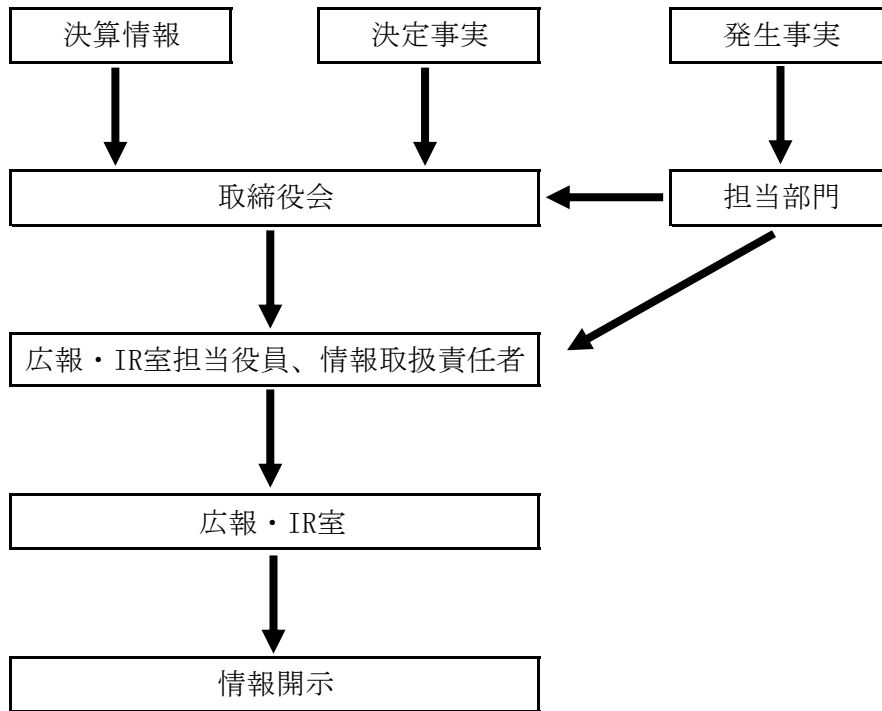 決算情報
決定事実
発生事実
取締役会
担当部門
広報・IR室担当役員、情報取扱責任者
広報・IR室
情報開示